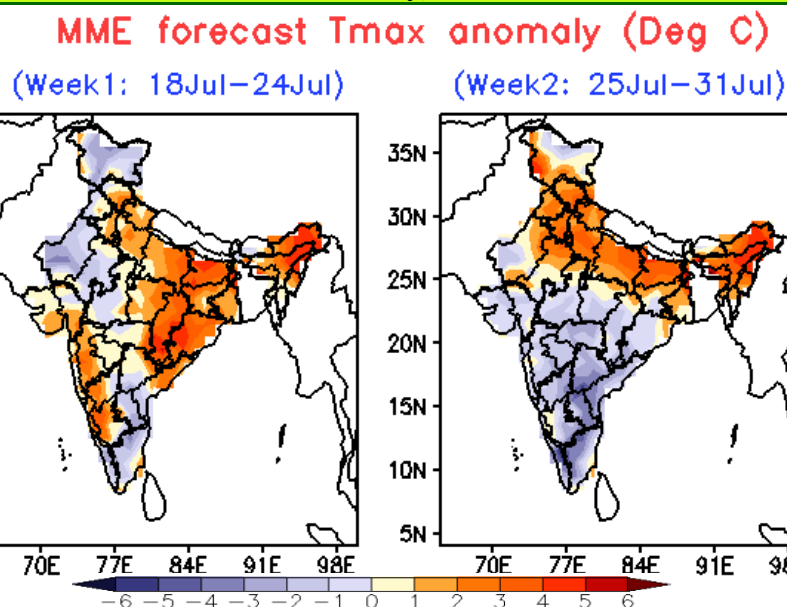 MME forecast Tmax anomaly (Deg C)
(Week1: 18Jul−24Jul)
(Week2: 25Jul−31Jul)
35N
30N
25N
20N
15N
10N
5N
70E 77E 84E 91E 98E
70E 77E 84E 91E
−6 −5 −4 −3 −2 −1 0 1 2 3 4 5 6